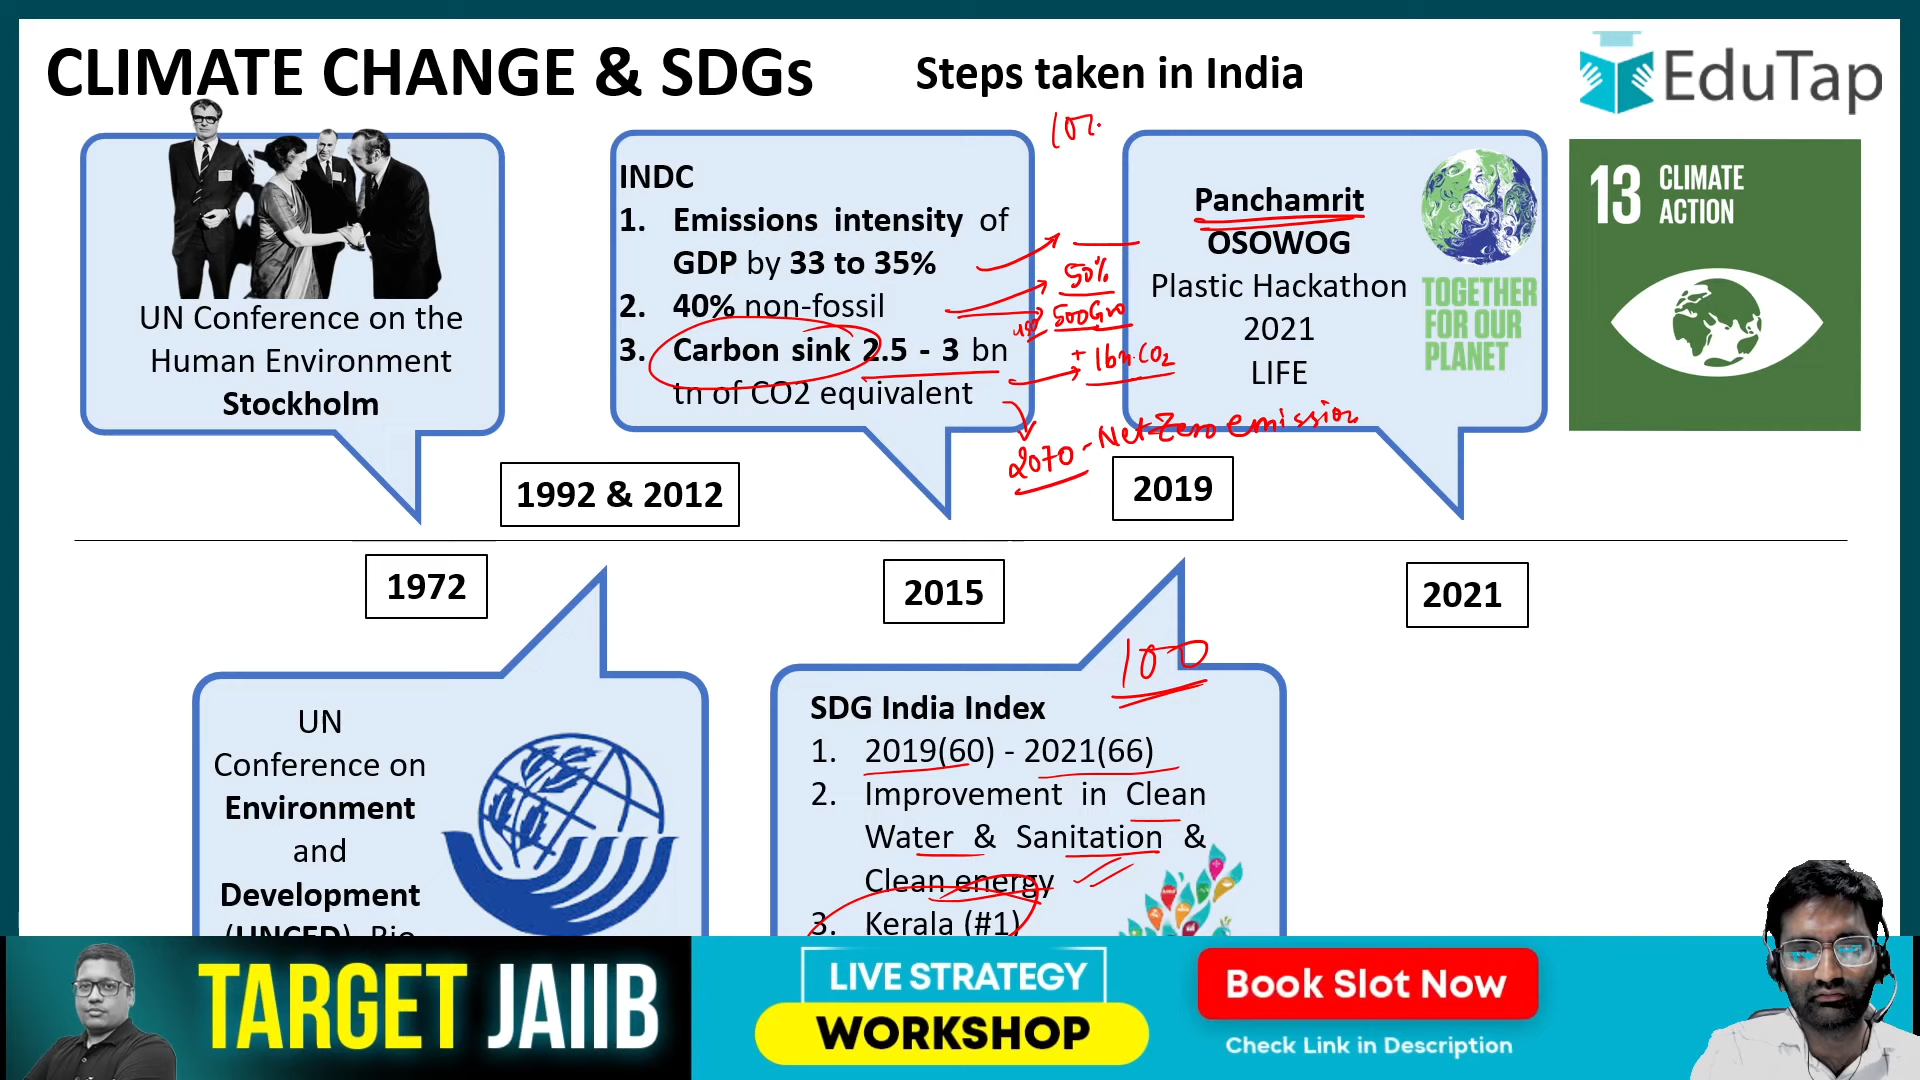 CLIMATE CHANGE & SDGs
Steps taken in India
EduTap
10%
UN Conference on the
Human Environment
Stockholm
INDC
1. Emissions intensity of
GDP by 33 to 35%
2. 40% non-fossil
3. Carbon sink 2.5 - 3 bn
tn of CO2 equivalent
50%
+ 1bn.CO2
2070 - Net Zero emission
Panchamrit
OSOWOG
Plastic Hackathon
2021
LIFE
TOGETHER
FOR OUR
PLANET
13 CLIMATE
ACTION
1992 & 2012
2019
1972
2015
2021
UN
Conference on
Environment
and
Development
(UNCED) Rio
100
SDG India Index
1. 2019(60) - 2021(66)
2. Improvement in Clean
Water & Sanitation &
Clean energy
3. Kerala (#1)
TARGET JAIIB
LIVE STRATEGY
WORKSHOP
Book Slot Now
Check Link in Description